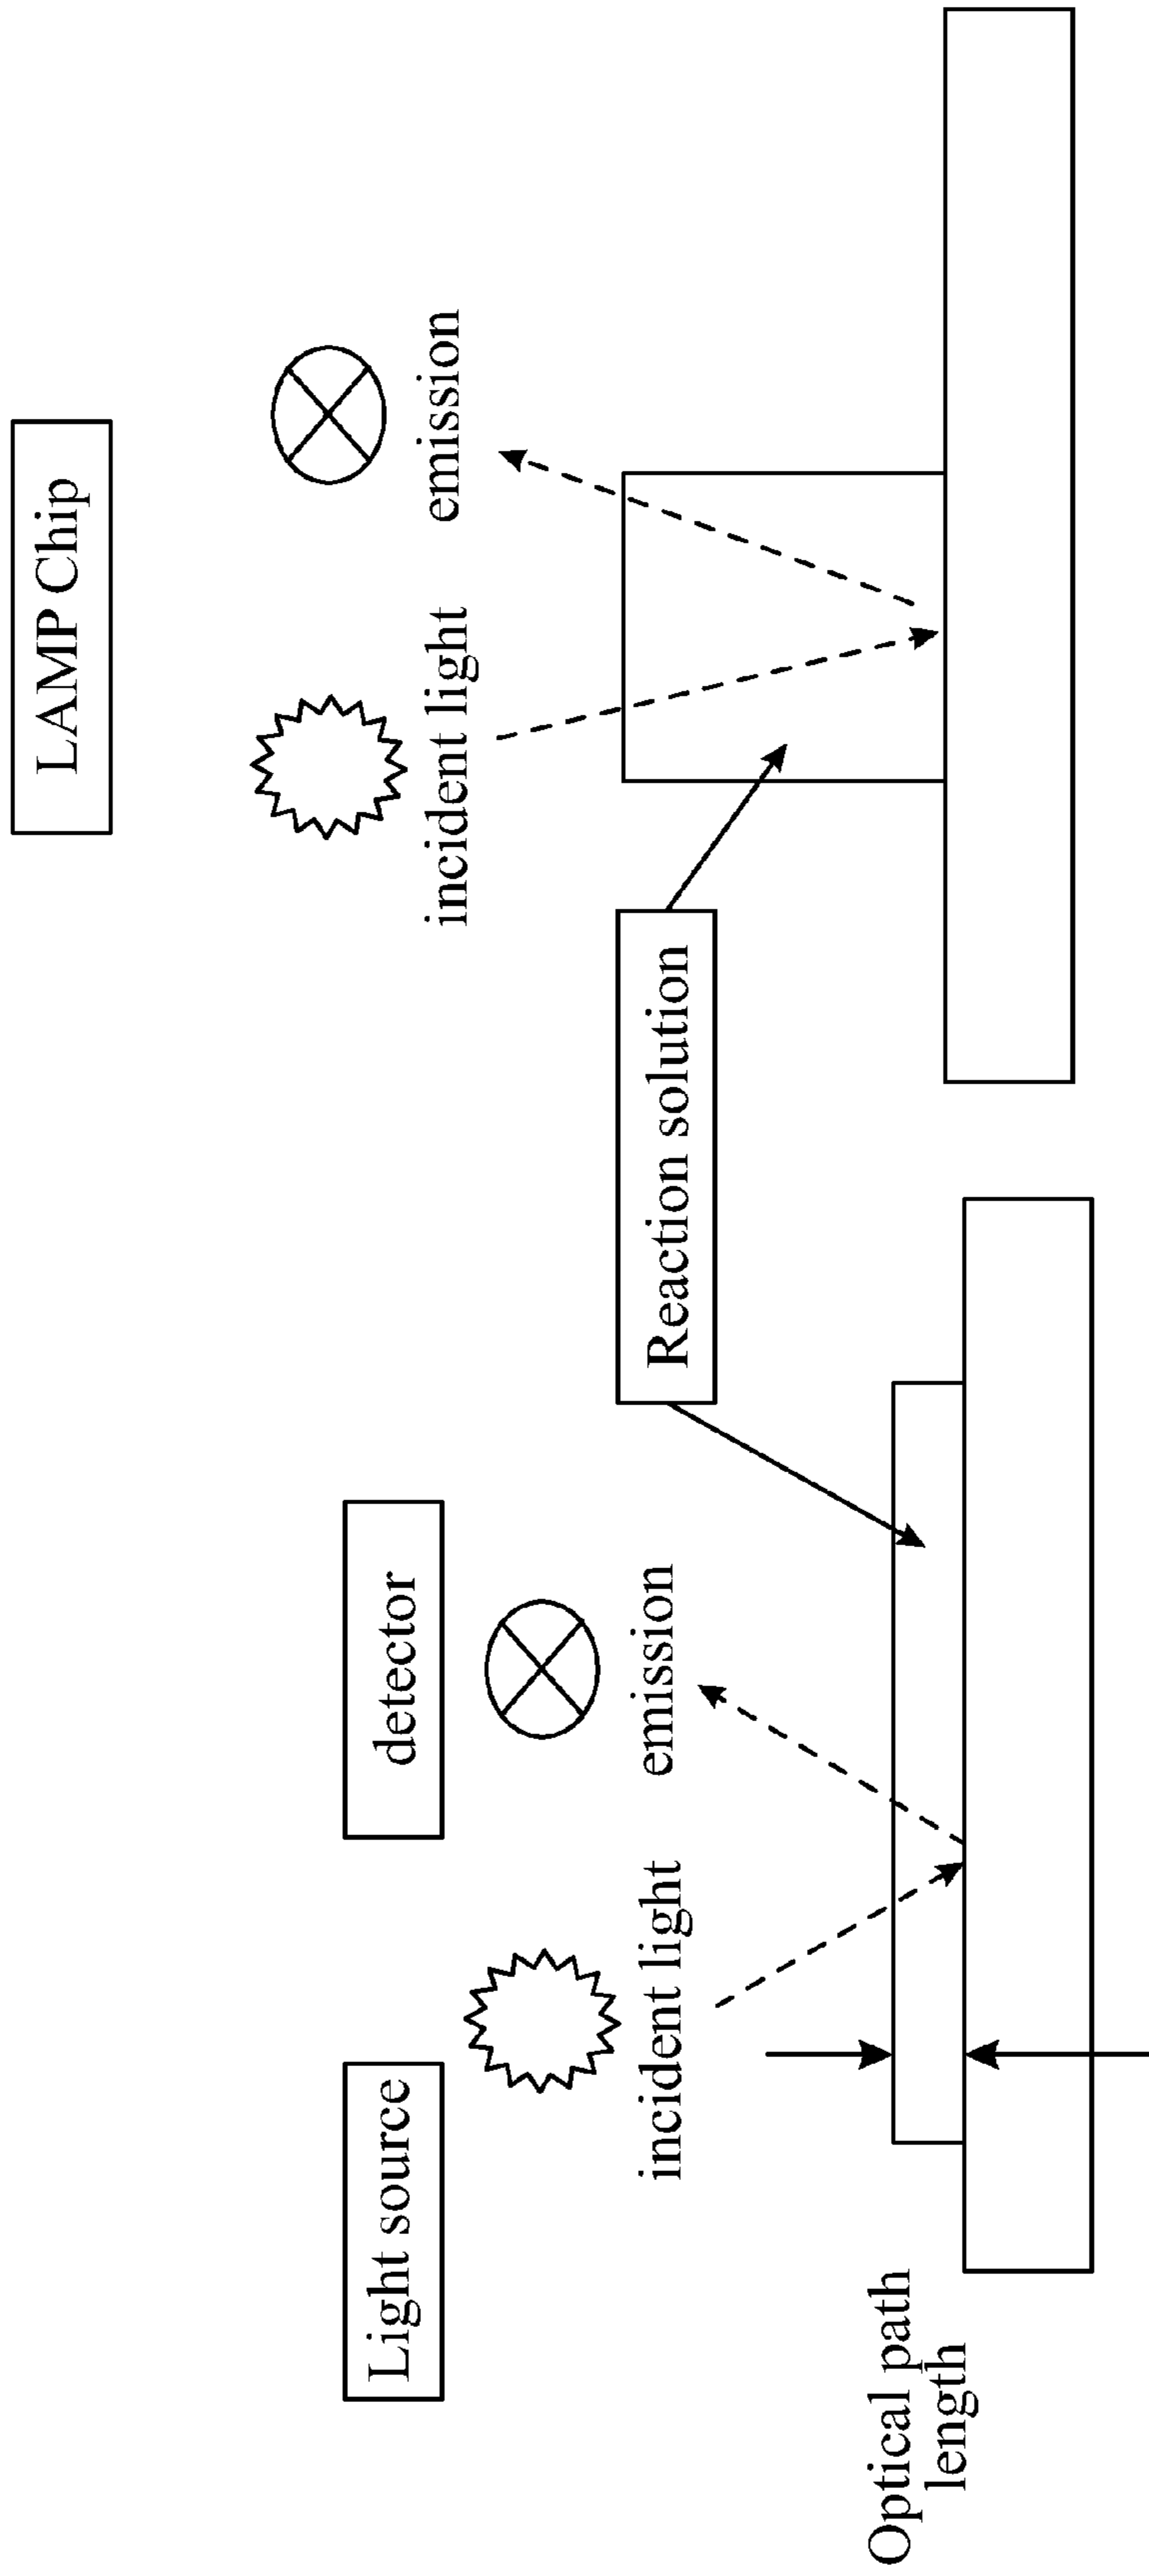 LAMP Chip
Light source
detector
incident light
emission
incident light
emission
Reaction solution
Optical path
length